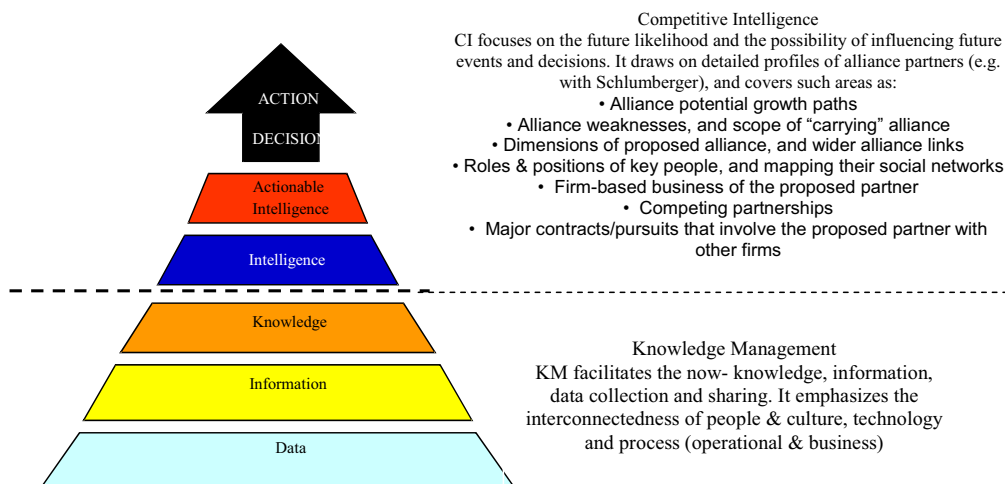 Competitive Intelligence
CI focuses on the future likelihood and the possibility of influencing future
events and decisions. It draws on detailed profiles of alliance partners (e.g.
with Schlumberger), and covers such areas as:
• Alliance potential growth paths
• Alliance weaknesses, and scope of “carrying” alliance
• Dimensions of proposed alliance, and wider alliance links
• Roles & positions of key people, and mapping their social networks
• Firm-based business of the proposed partner
• Competing partnerships
• Major contracts/pursuits that involve the proposed partner with
other firms
ACTION
DECISION
Actionable
Intelligence
Intelligence
Knowledge
Information
Data
Knowledge Management
KM facilitates the now- knowledge, information,
data collection and sharing. It emphasizes the
interconnectedness of people & culture, technology
and process (operational & business)